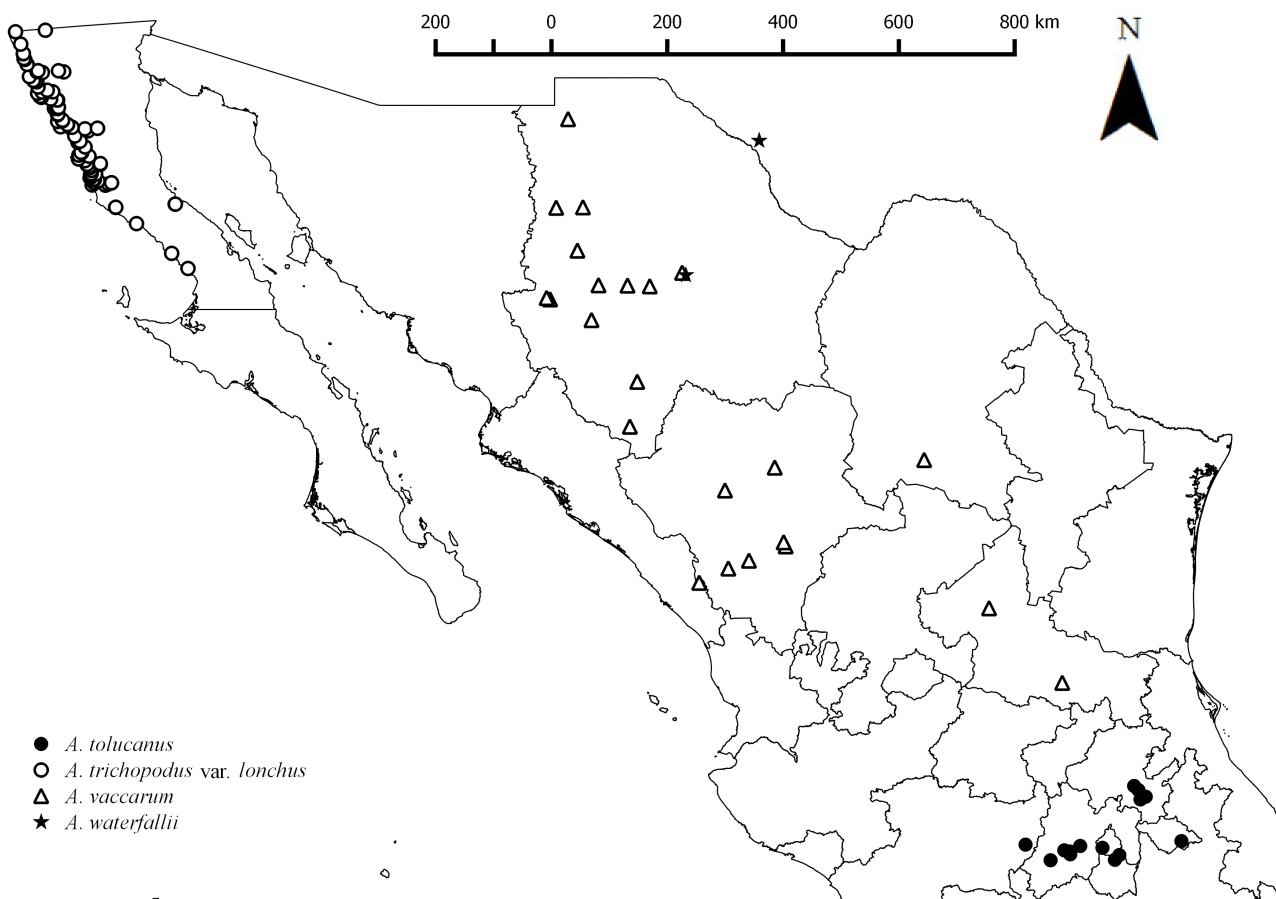 200 0 200 400 600 800 km
N
A. tolucanus
A. trichopodus var. lonchus
A. vaccarum
A. waterfallii